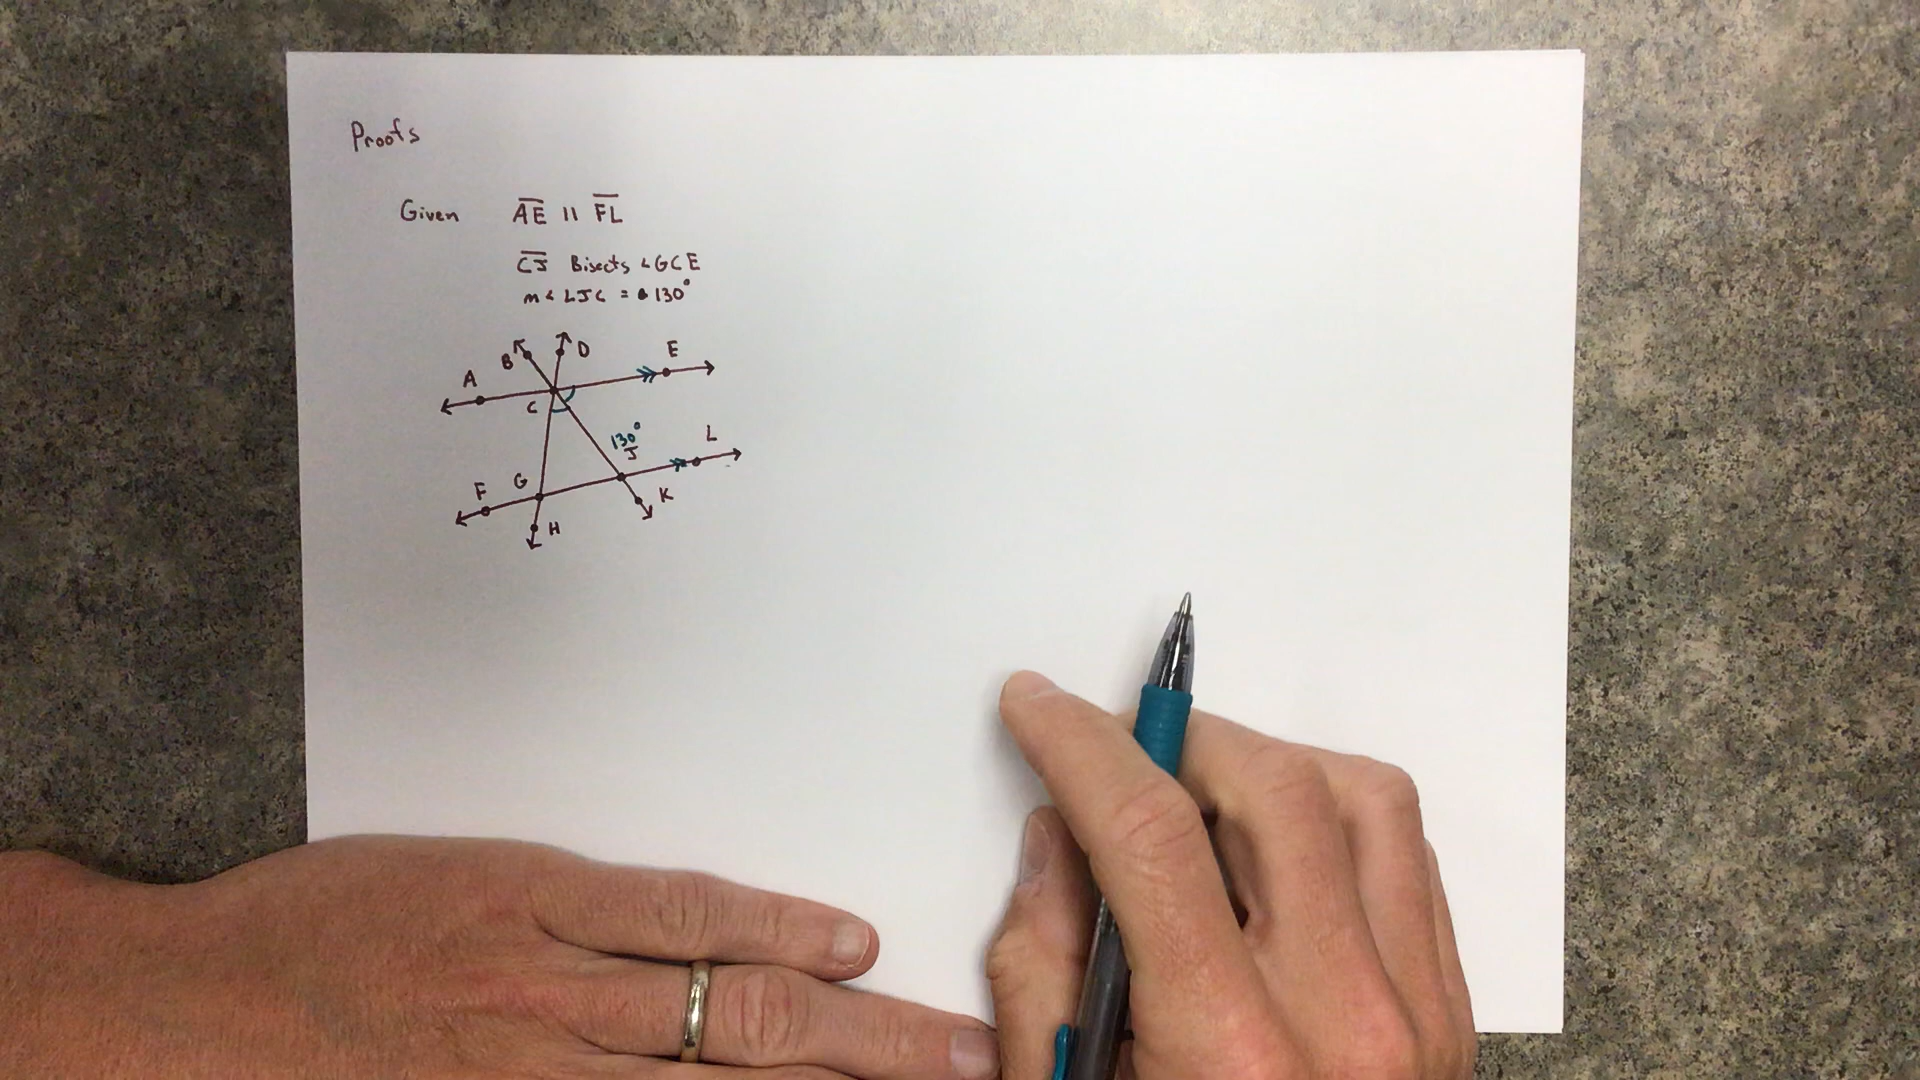 Proofs
Given AE || FL
CJ Bisects ∠GCE
m∠LJC = 130°
B D E
A
C
130° L
J
F G K
H